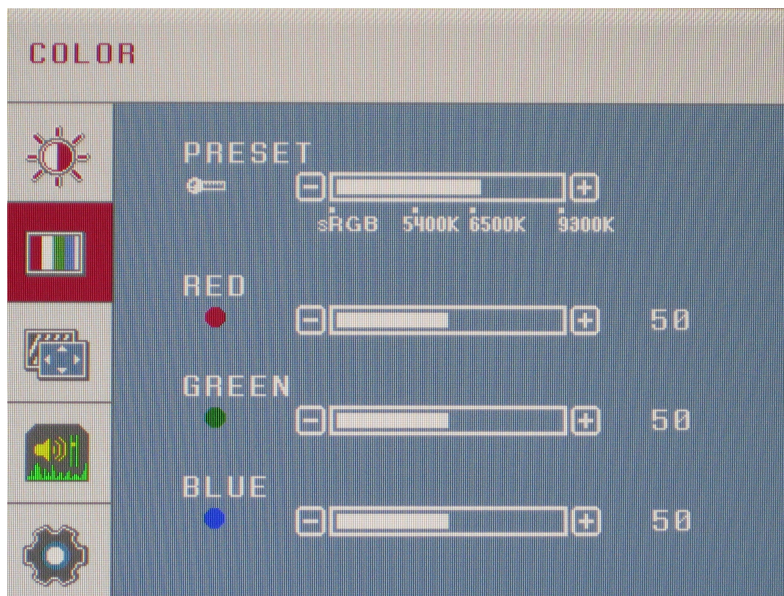 COLOR
PRESET
sRGB 5400K 6500K 9300K
RED
50
GREEN
50
BLUE
50